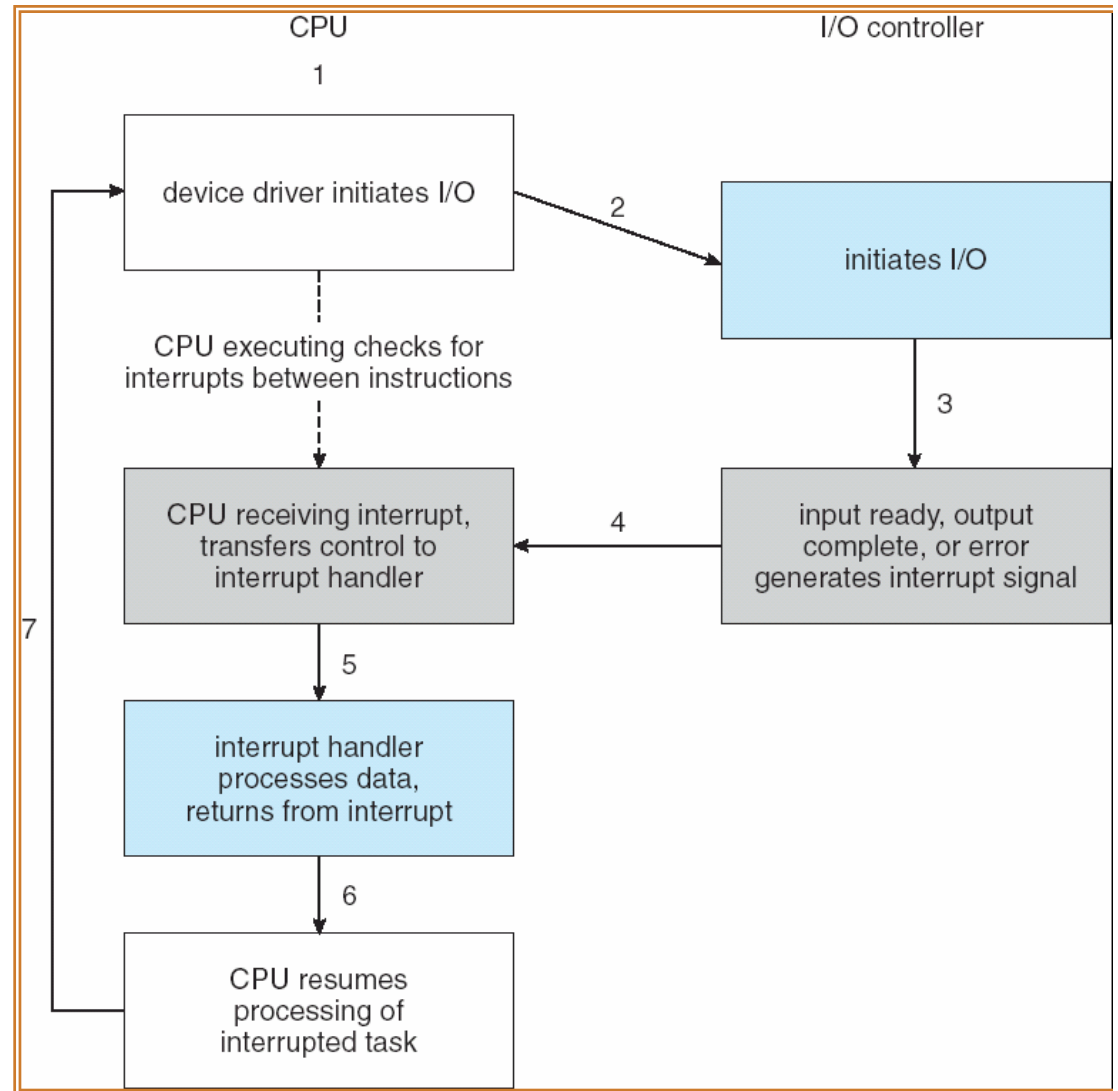 CPU
I/O controller
1
device driver initiates I/O
2
initiates I/O
CPU executing checks for
interrupts between instructions
3
CPU receiving interrupt,
transfers control to
interrupt handler
4
input ready, output
complete, or error
generates interrupt signal
7
5
interrupt handler
processes data,
returns from interrupt
6
CPU resumes
processing of
interrupted task